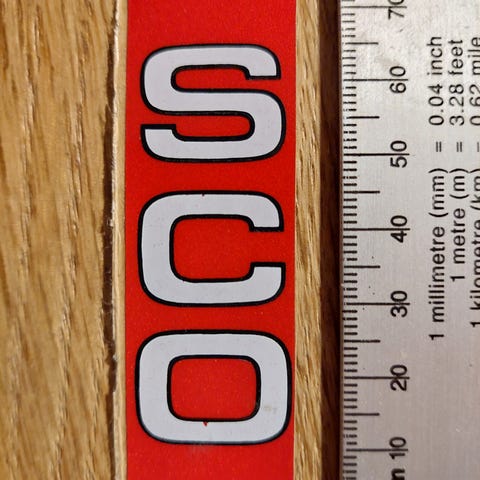 SCO
70
60
50
40
30
20
10
1 millimetre (mm) = 0.04 inch
1 metre (m) = 3.28 feet